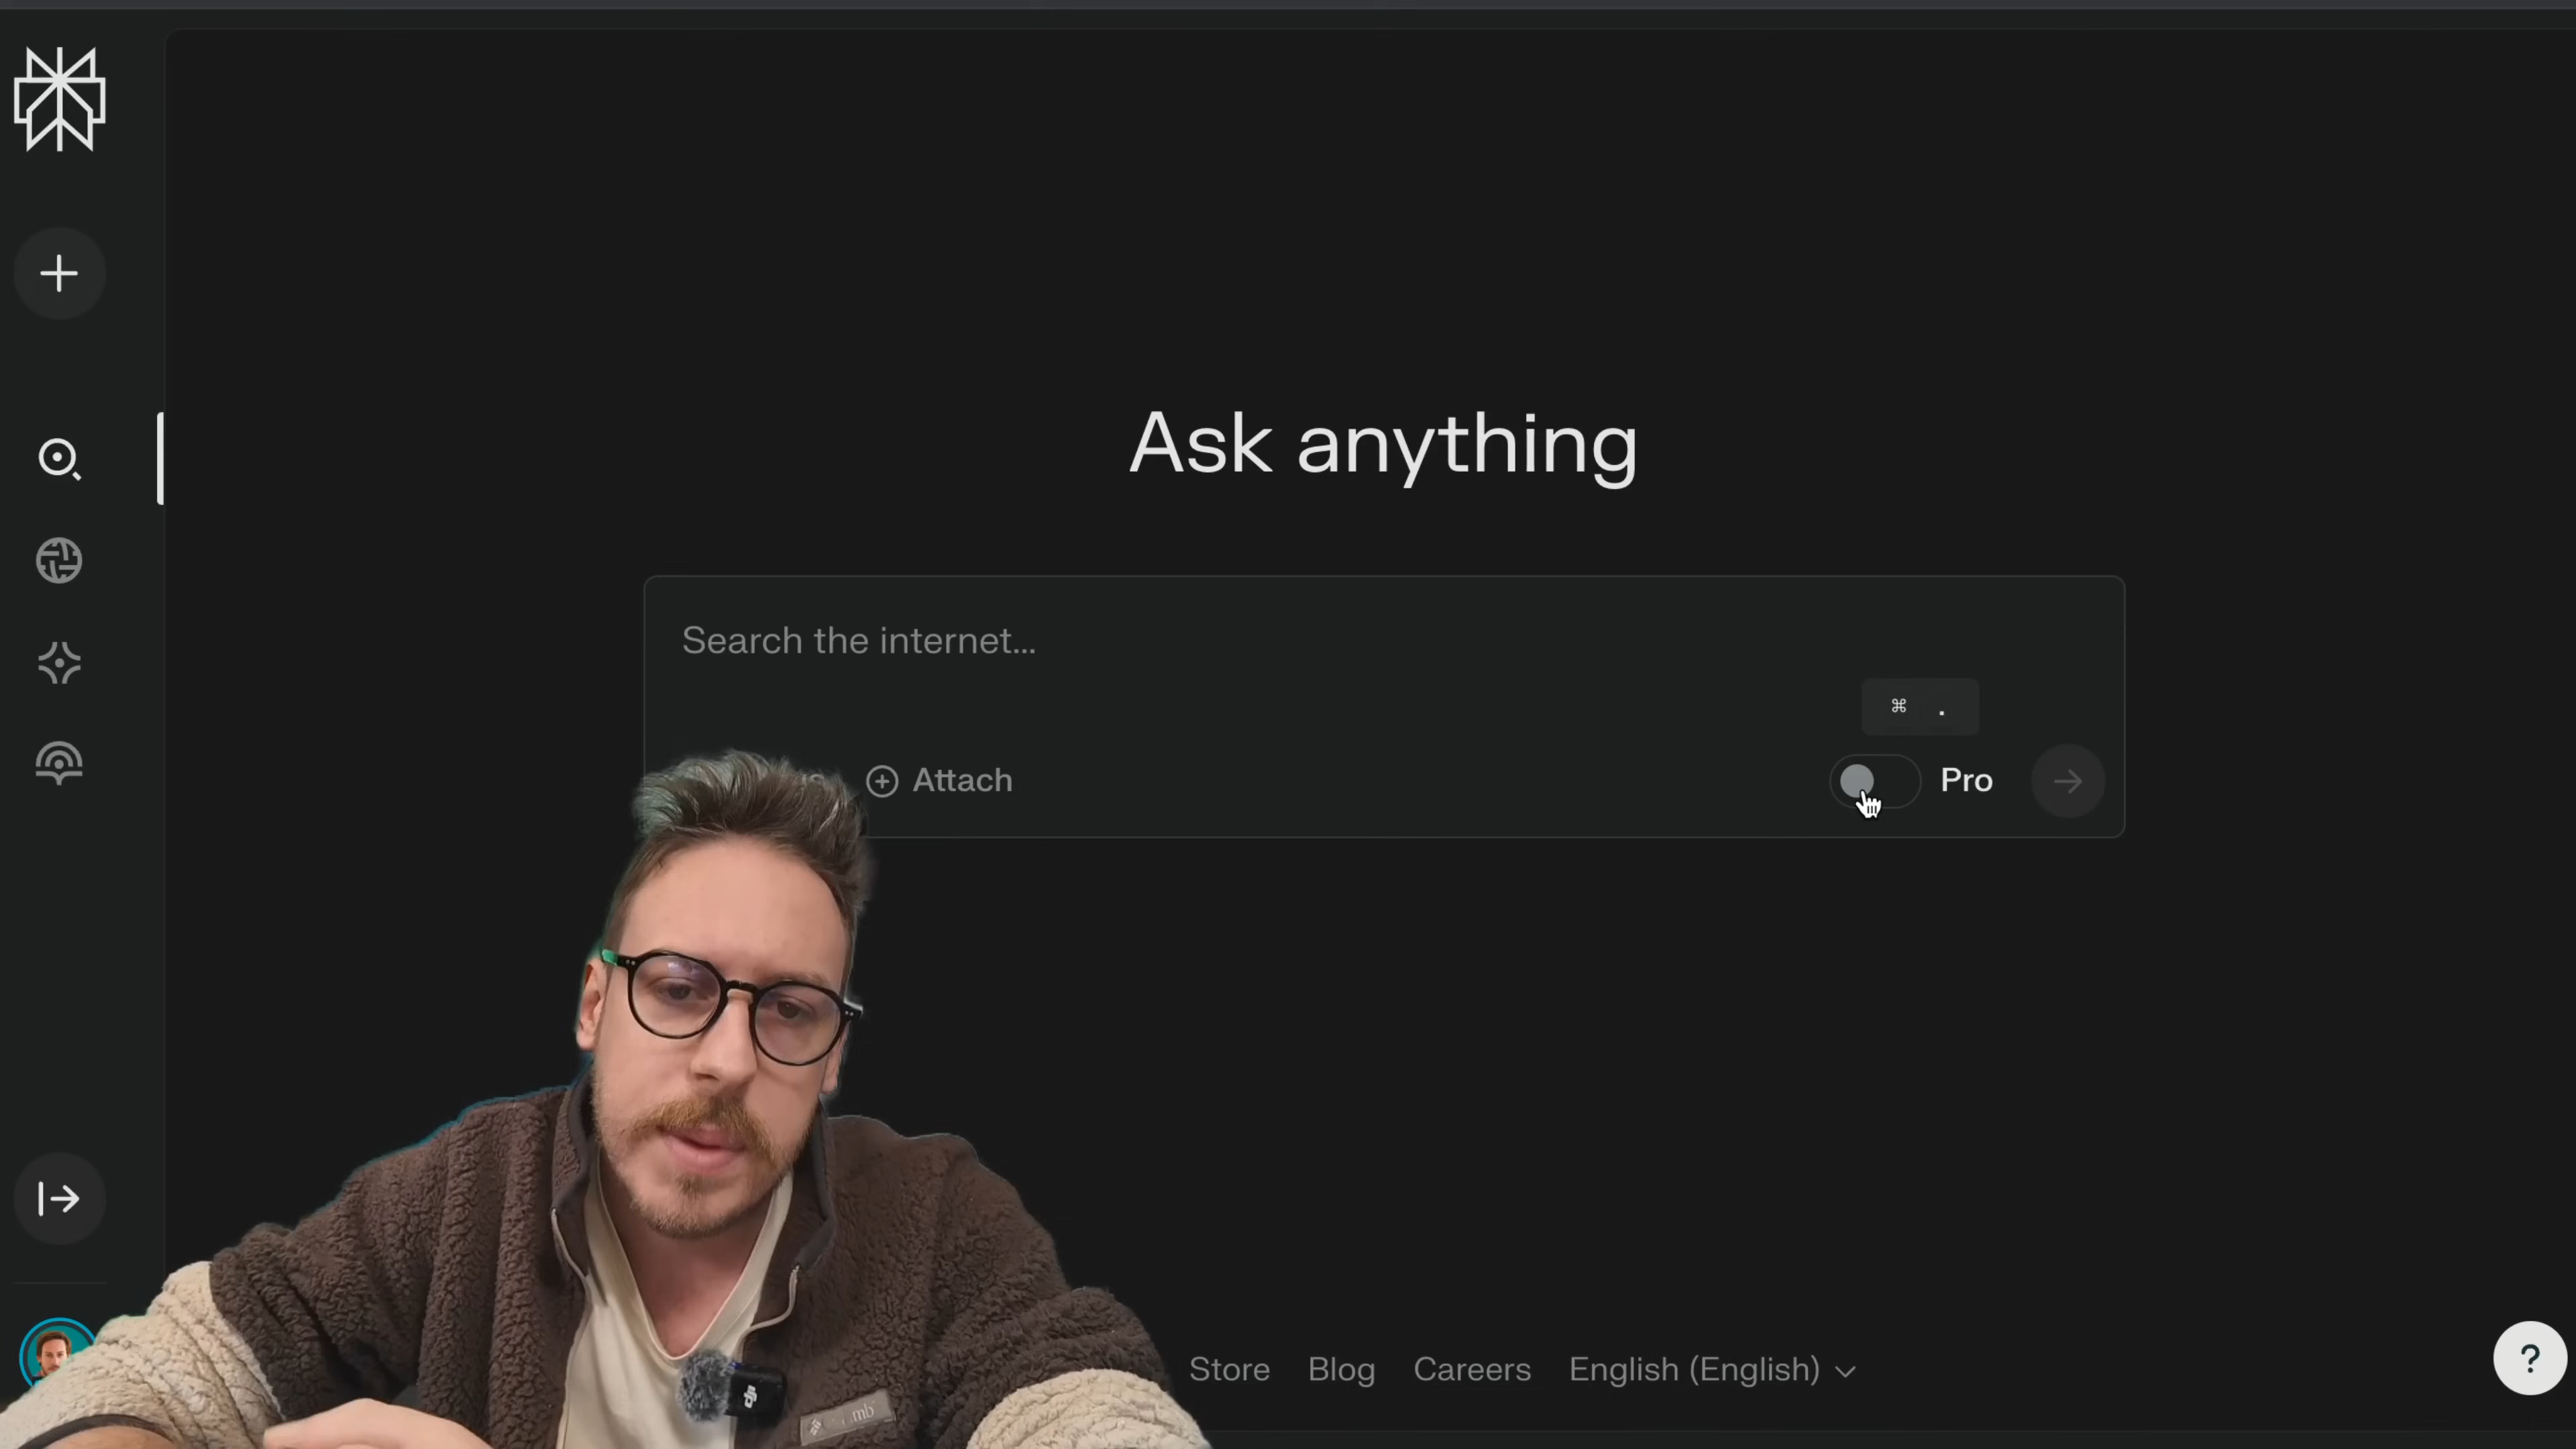 Ask anything
Search the internet...
⌘ .
Attach
Pro
Store Blog Careers English (English)
?